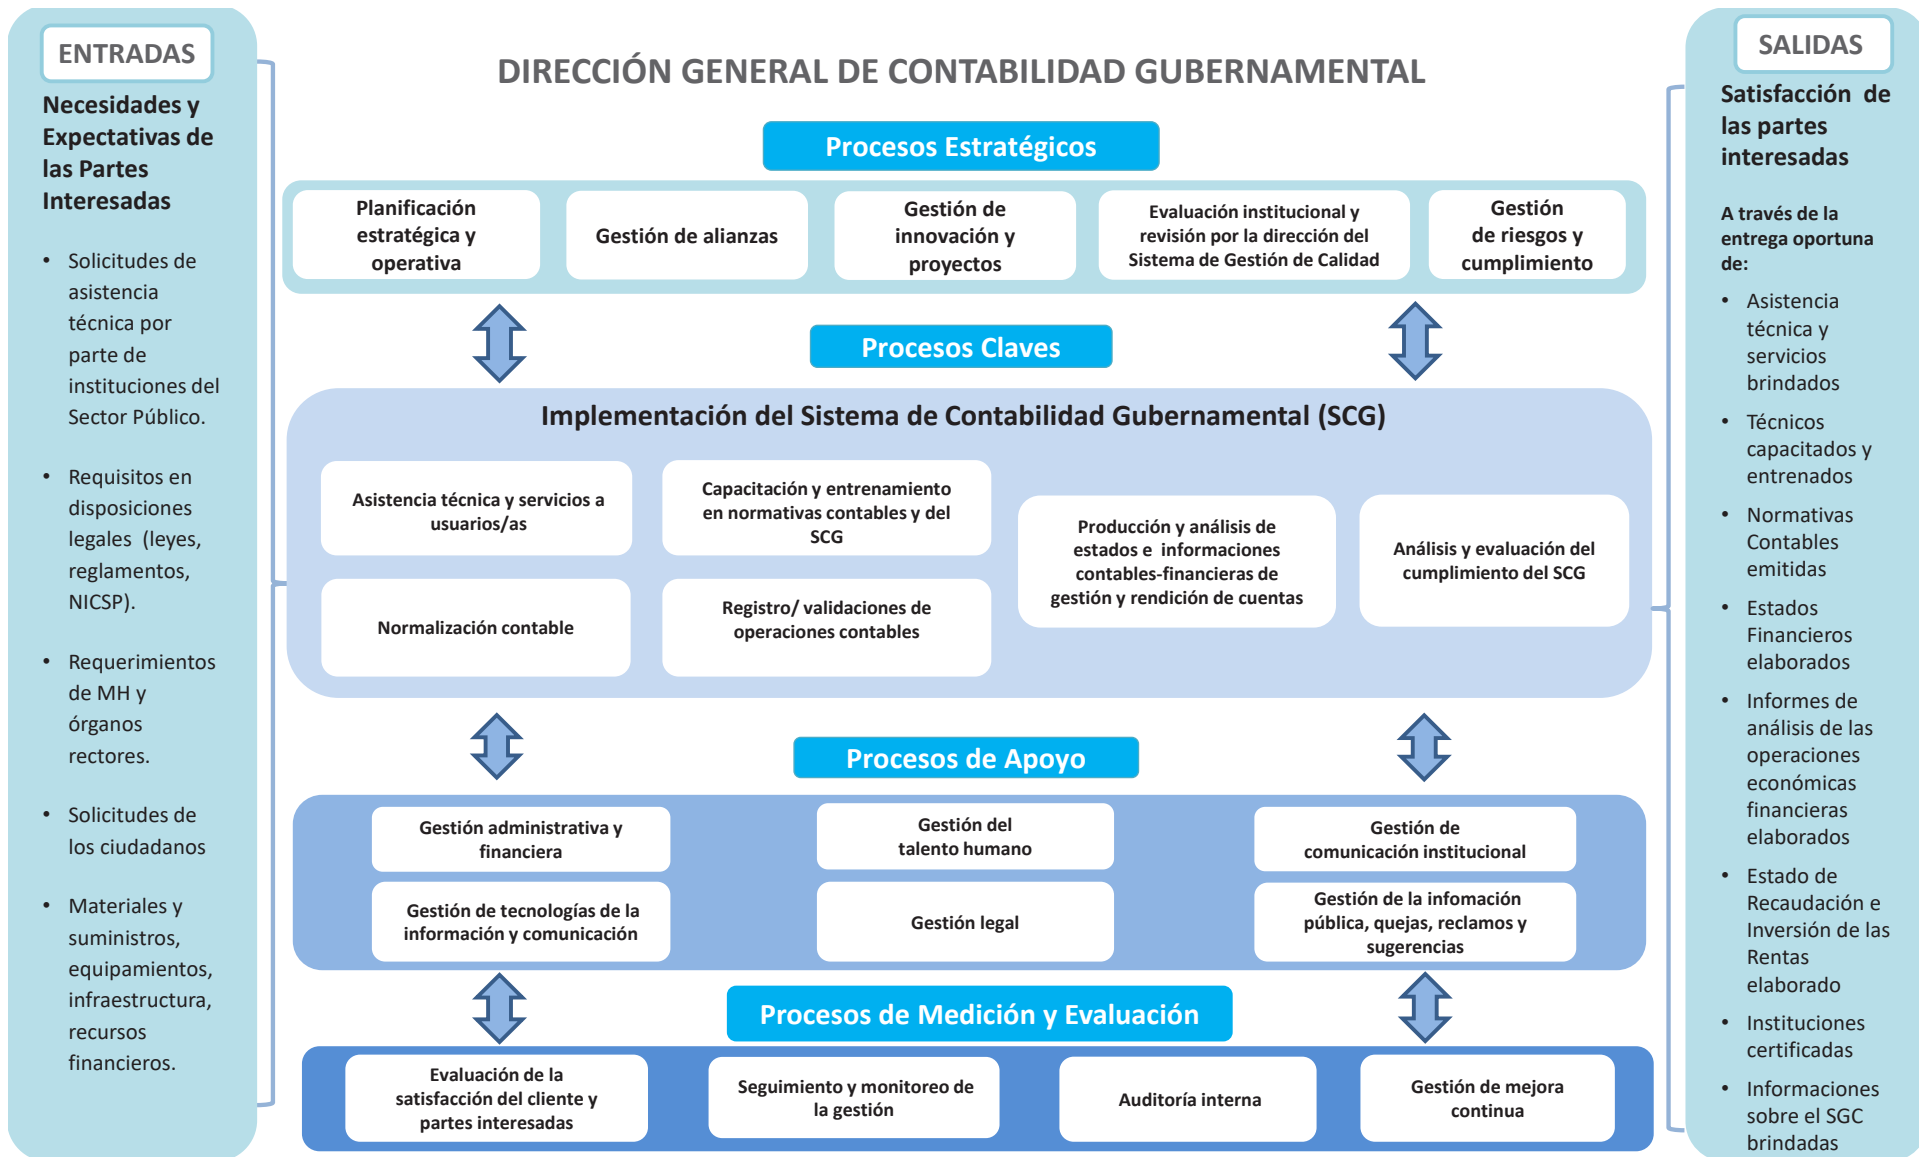 ENTRADAS
Necesidades y
Expectativas de
las Partes
Interesadas
• Solicitudes de
asistencia
técnica por
parte de
instituciones del
Sector Público.
• Requisitos en
disposiciones
legales (leyes,
reglamentos,
NICSP).
• Requerimientos
de MH y
órganos
rectores.
• Solicitudes de
los ciudadanos
• Materiales y
suministros,
equipamientos,
infraestructura,
recursos
financieros.
DIRECCIÓN GENERAL DE CONTABILIDAD GUBERNAMENTAL
Procesos Estratégicos
Planificación
estratégica y
operativa
Gestión de alianzas
Gestión de
innovación y
proyectos
Evaluación institucional y
revisión por la dirección del
Sistema de Gestión de Calidad
Gestión
de riesgos y
cumplimiento
Procesos Claves
Implementación del Sistema de Contabilidad Gubernamental (SCG)
Asistencia técnica y servicios a
usuarios/as
Capacitación y entrenamiento
en normativas contables y del
SCG
Producción y análisis de
estados e informaciones
contables-financieras de
gestión y rendición de cuentas
Análisis y evaluación del
cumplimiento del SCG
Normalización contable
Registro/ validaciones de
operaciones contables
Procesos de Apoyo
Gestión administrativa y
financiera
Gestión del
talento humano
Gestión de
comunicación institucional
Gestión de tecnologías de la
información y comunicación
Gestión legal
Gestión de la infomación
pública, quejas, reclamos y
sugerencias
Procesos de Medición y Evaluación
Evaluación de la
satisfacción del cliente y
partes interesadas
Seguimiento y monitoreo de
la gestión
Auditoría interna
Gestión de mejora
continua
SALIDAS
Satisfacción de
las partes
interesadas
A través de la
entrega oportuna
de:
• Asistencia
técnica y
servicios
brindados
• Técnicos
capacitados y
entrenados
• Normativas
Contables
emitidas
• Estados
Financieros
elaborados
• Informes de
análisis de las
operaciones
económicas
financieras
elaborados
• Estado de
Recaudación e
Inversión de las
Rentas
elaborado
• Instituciones
certificadas
• Informaciones
sobre el SGC
brindadas